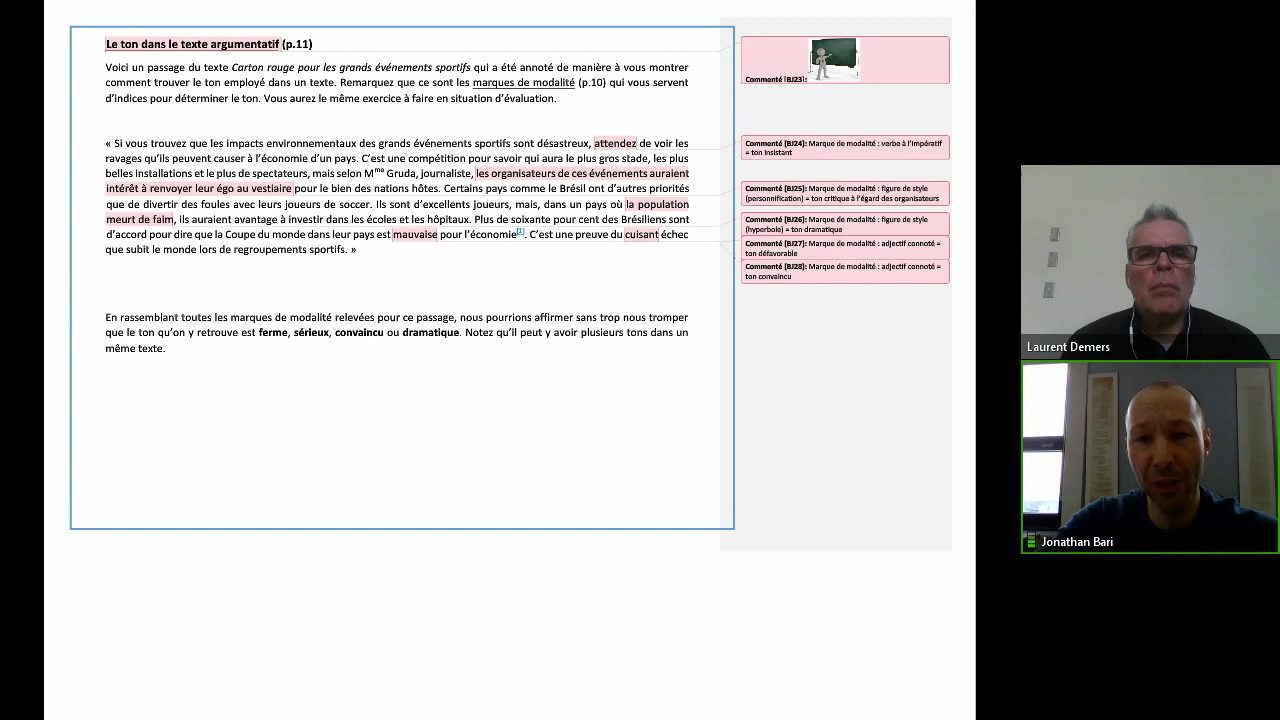 Le ton dans le texte argumentatif (p.11)
Voici un passage du texte Carton rouge pour les grands événements sportifs qui a été annoté de manière à vous montrer
comment trouver le ton employé dans un texte. Remarquez que ce sont les marques de modalité (p.10) qui vous servent
d’indices pour déterminer le ton. Vous aurez le même exercice à faire en situation d’évaluation.
« Si vous trouvez que les impacts environnementaux des grands événements sportifs sont désastreux, attendez de voir les
ravages qu’ils peuvent causer à l’économie d’un pays. C’est une compétition pour savoir qui aura le plus gros stade, les plus
belles installations et le plus de spectateurs, mais selon Mme Gruda, journaliste, les organisateurs de ces événements auraient
intérêt à renvoyer leur égo au vestiaire pour le bien des nations hôtes. Certains pays comme le Brésil ont d’autres priorités
que de divertir des foules avec leurs joueurs de soccer. Ils sont d’excellents joueurs, mais, dans un pays où la population
meurt de faim, ils auraient avantage à investir dans les écoles et les hôpitaux. Plus de soixante pour cent des Brésiliens sont
d’accord pour dire que la Coupe du monde dans leur pays est mauvaise pour l’économie[1]. C’est une preuve du cuisant échec
que subit le monde lors de regroupements sportifs. »
En rassemblant toutes les marques de modalité relevées pour ce passage, nous pourrions affirmer sans trop nous tromper
que le ton qu’on y retrouve est ferme, sérieux, convaincu ou dramatique. Notez qu’il peut y avoir plusieurs tons dans un
même texte.
Commenté [BJ23]:
Commenté [BJ24]: Marque de modalité : verbe à l’impératif
= ton insistant
Commenté [BJ25]: Marque de modalité : figure de style
(personnification) = ton critique à l’égard des organisateurs
Commenté [BJ26]: Marque de modalité : figure de style
(hyperbole) = ton dramatique
Commenté [BJ27]: Marque de modalité : adjectif connoté =
ton défavorable
Commenté [BJ28]: Marque de modalité : adjectif connoté =
ton convaincu
Laurent Demers
Jonathan Bari